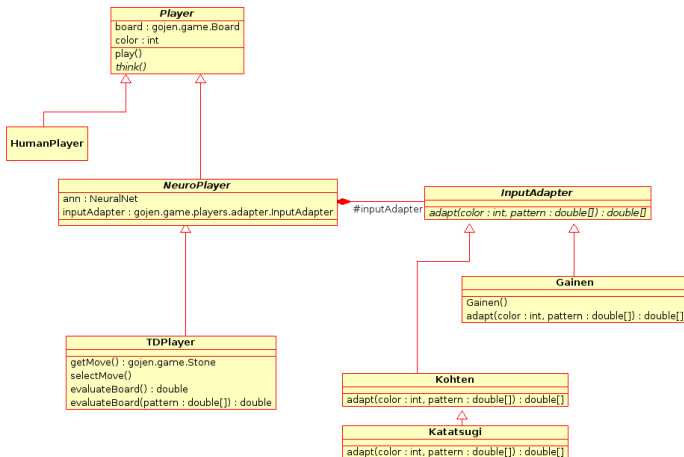 Player
board : gojen.game.Board
color : int
play()
think()
HumanPlayer
NeuroPlayer
ann : NeuralNet
inputAdapter : gojen.game.players.adapter.InputAdapter
#inputAdapter
InputAdapter
adapt(color : int, pattern : double[]) : double[]
Gainen
Gainen()
adapt(color : int, pattern : double[]) : double[]
TDPlayer
getMove() : gojen.game.Stone
selectMove()
evaluateBoard() : double
evaluateBoard(pattern : double[]) : double
Kohten
adapt(color : int, pattern : double[]) : double[]
Katatsugi
adapt(color : int, pattern : double[]) : double[]